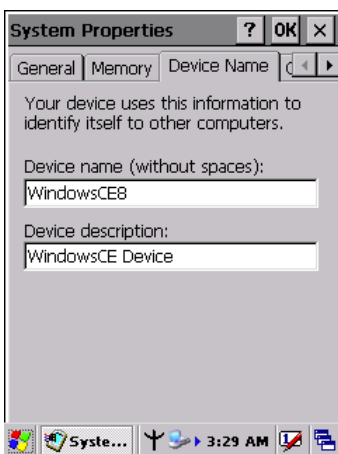 System Properties ? OK ×
General Memory Device Name
Your device uses this information to
identify itself to other computers.
Device name (without spaces):
WindowsCE8
Device description:
WindowsCE Device
Syste... 3:29 AM